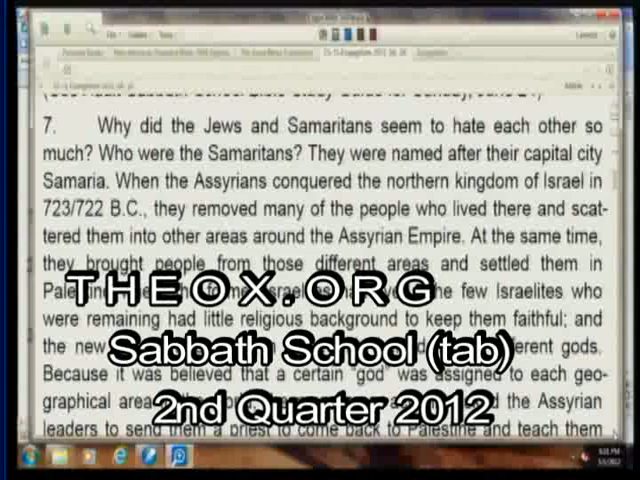 7. Why did the Jews and Samaritans seem to hate each other so
much? Who were the Samaritans? They were named after their capital city
Samaria. When the Assyrians conquered the northern kingdom of Israel in
723/722 B.C., they removed many of the people who lived there and scat-
tered them into other areas around the Assyrian Empire. At the same time,
they brought people from those different areas and settled them in
THEOX.ORG
the few Israelites who
were remaining had little religious background to keep them faithful; and
the new
Sabbath School (tab)
gods.
Because it was believed that a certain "god" was assigned to each geo-
graphical area
2nd Quarter 2012
the Assyrian
leaders to send them a priest to come back to Palestine and teach them